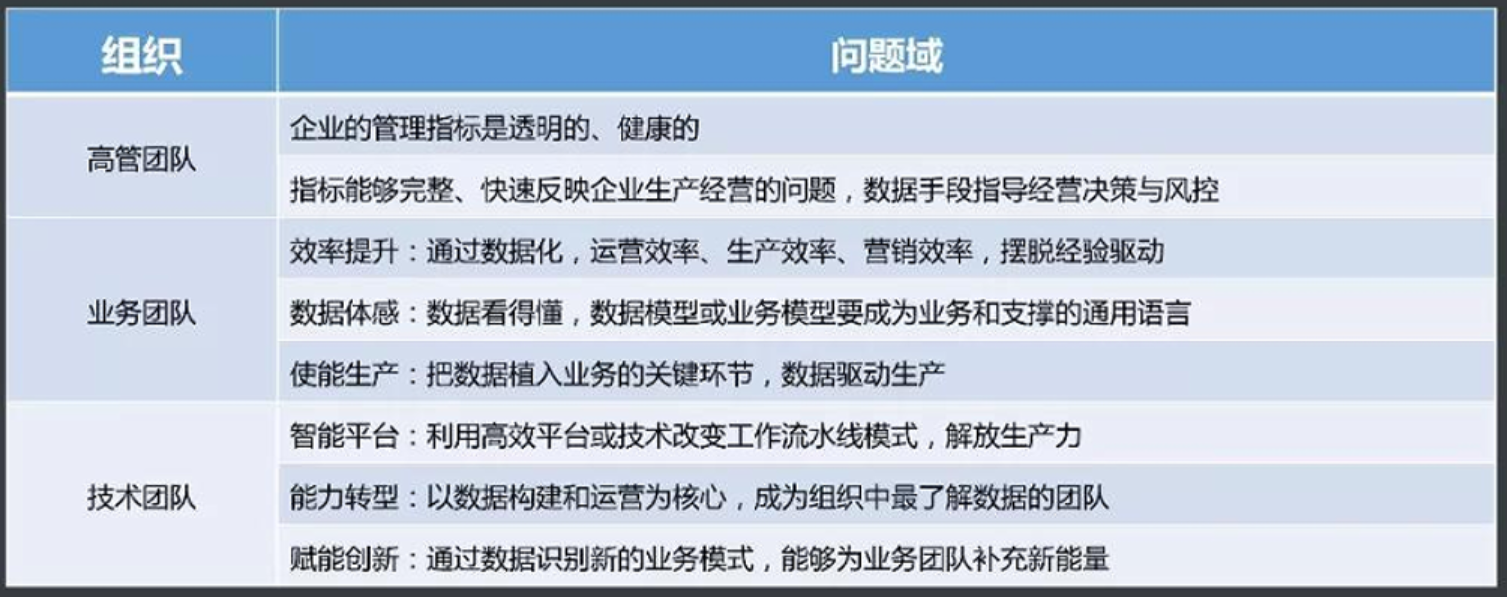 组织
问题域
高管团队
企业的管理指标是透明的、健康的
指标能够完整、快速反映企业生产经营的问题，数据手段指导经营决策与风控
业务团队
效率提升：通过数据化，运营效率、生产效率、营销效率，摆脱经验驱动
数据体感：数据看得懂，数据模型或业务模型要成为业务和支撑的通用语言
使能生产：把数据植入业务的关键环节，数据驱动生产
技术团队
智能平台：利用高效平台或技术改变工作流水线模式，解放生产力
能力转型：以数据构建和运营为核心，成为组织中最了解数据的团队
赋能创新：通过数据识别新的业务模式，能够为业务团队补充新能量